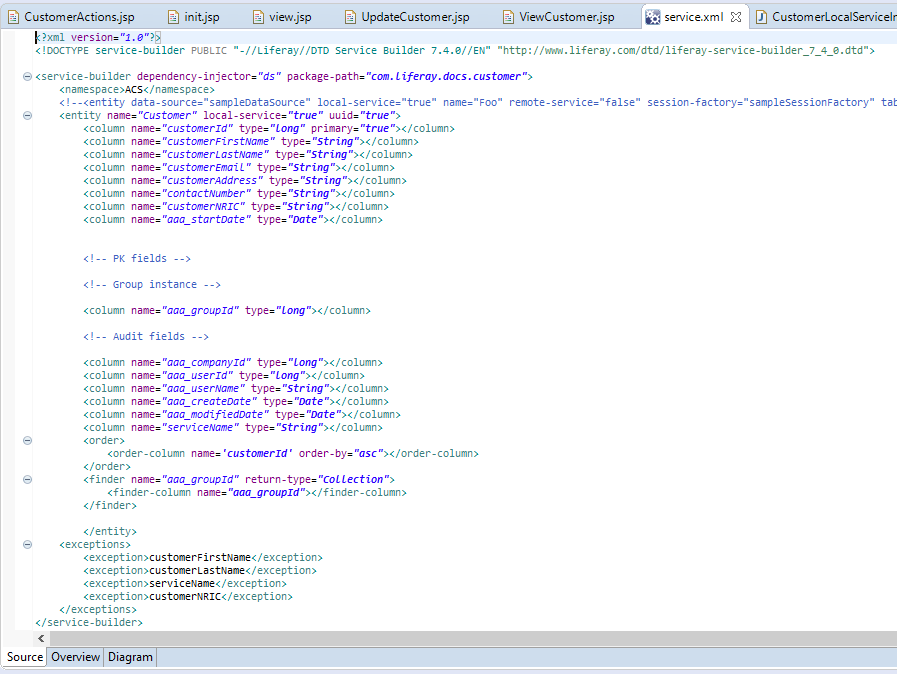 CustomerActions.jsp init.jsp view.jsp UpdateCustomer.jsp ViewCustomer.jsp service.xml CustomerLocalServiceIn
<?xml version="1.0"?>
<!DOCTYPE service-builder PUBLIC "-//Liferay//DTD Service Builder 7.4.0//EN" "http://www.liferay.com/dtd/liferay-service-builder_7_4_0.dtd">
<service-builder dependency-injector="ds" package-path="com.liferay.docs.customer">
<namespace>ACS</namespace>
<!--<entity data-source="sampleDataSource" local-service="true" name="Foo" remote-service="false" session-factory="sampleSessionFactory" tab
<entity name="Customer" local-service="true" uuid="true">
<column name="customerId" type="long" primary="true"></column>
<column name="customerFirstName" type="String"></column>
<column name="customerLastName" type="String"></column>
<column name="customerEmail" type="String"></column>
<column name="customerAddress" type="String"></column>
<column name="contactNumber" type="String"></column>
<column name="customerNRIC" type="String"></column>
<column name="aaa_startDate" type="Date"></column>
<!-- PK fields -->
<!-- Group instance -->
<column name="aaa_groupId" type="long"></column>
<!-- Audit fields -->
<column name="aaa_companyId" type="long"></column>
<column name="aaa_userId" type="long"></column>
<column name="aaa_userName" type="String"></column>
<column name="aaa_createDate" type="Date"></column>
<column name="aaa_modifiedDate" type="Date"></column>
<column name="serviceName" type="String"></column>
<order>
<order-column name='customerId' order-by="asc"></order-column>
</order>
<finder name="aaa_groupId" return-type="Collection">
<finder-column name="aaa_groupId"></finder-column>
</finder>
</entity>
<exceptions>
<exception>customerFirstName</exception>
<exception>customerLastName</exception>
<exception>serviceName</exception>
<exception>customerNRIC</exception>
</exceptions>
</service-builder>
Source Overview Diagram